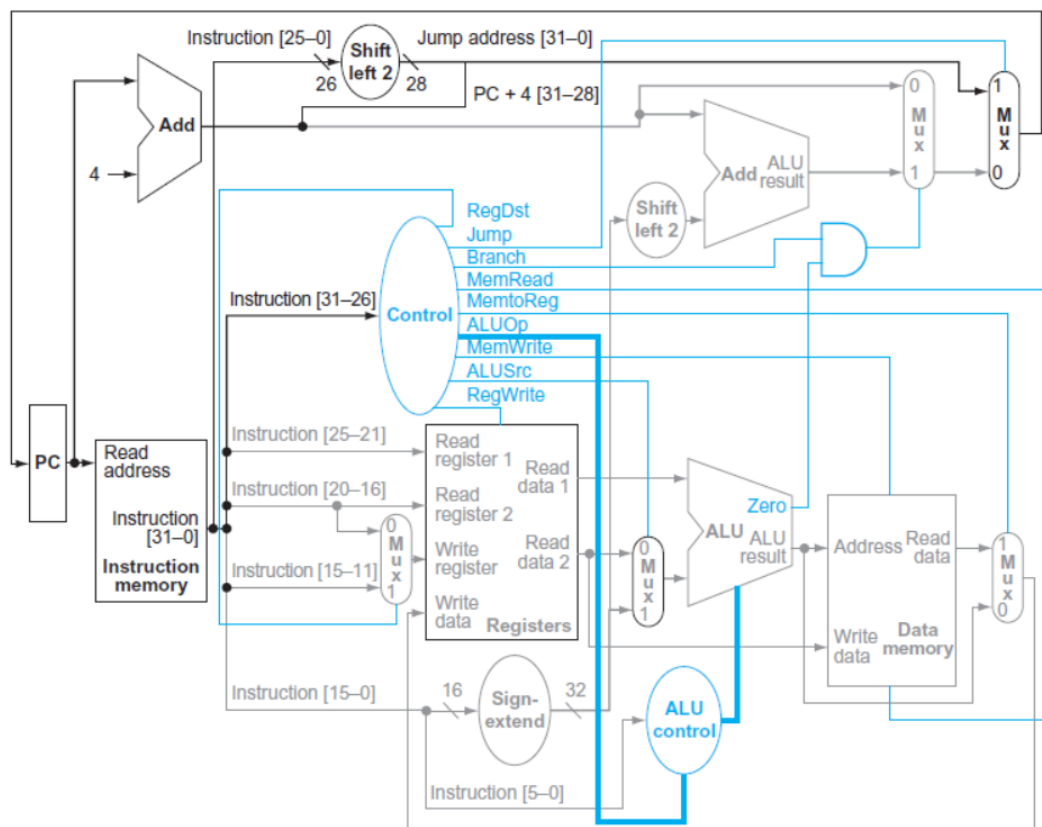 Instruction [25–0]
Shift
left 2
Jump address [31–0]
26
28
PC + 4 [31–28]
Add
4
0
M
u
x
1
1
M
u
x
0
Add
ALU
result
Shift
left 2
RegDst
Jump
Branch
MemRead
MemtoReg
ALUOp
MemWrite
ALUSrc
RegWrite
Instruction [31–26]
Control
PC
Read
address
Instruction
[31–0]
Instruction
memory
Instruction [25–21]
Instruction [20–16]
Instruction [15–11]
0
M
u
x
1
Read
register 1
Read
register 2
Write
register
Write
data
Read
data 1
Read
data 2
Registers
0
M
u
x
1
Zero
ALU
ALU
result
Address
Read
data
Write
data
Data
memory
1
M
u
x
0
Instruction [15–0]
16
Sign-
extend
32
ALU
control
Instruction [5–0]